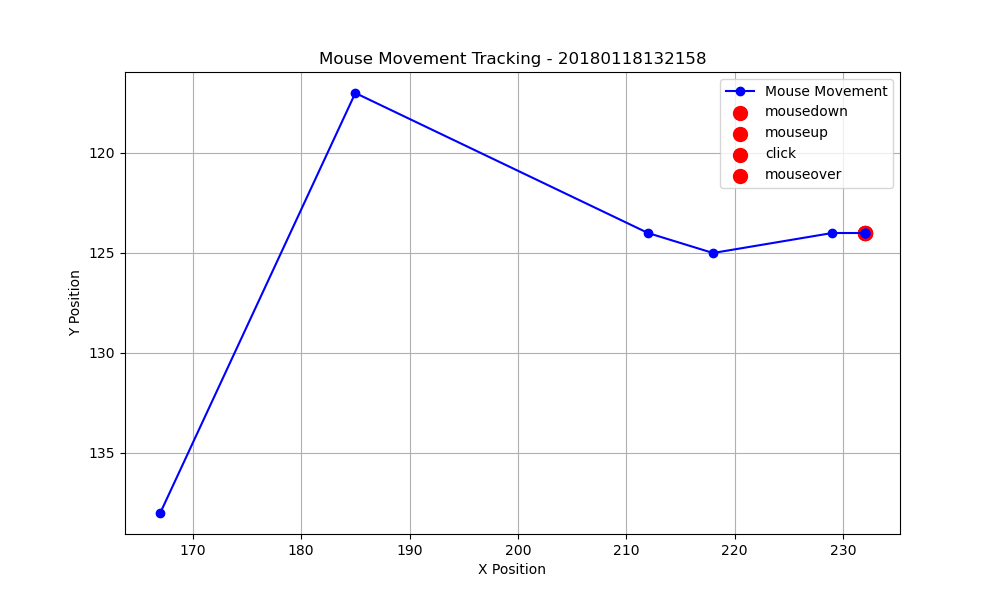 Mouse Movement Tracking - 20180118132158
Mouse Movement
mousedown
mouseup
click
mouseover
120
125
130
135
Y Position
170 180 190 200 210 220 230
X Position